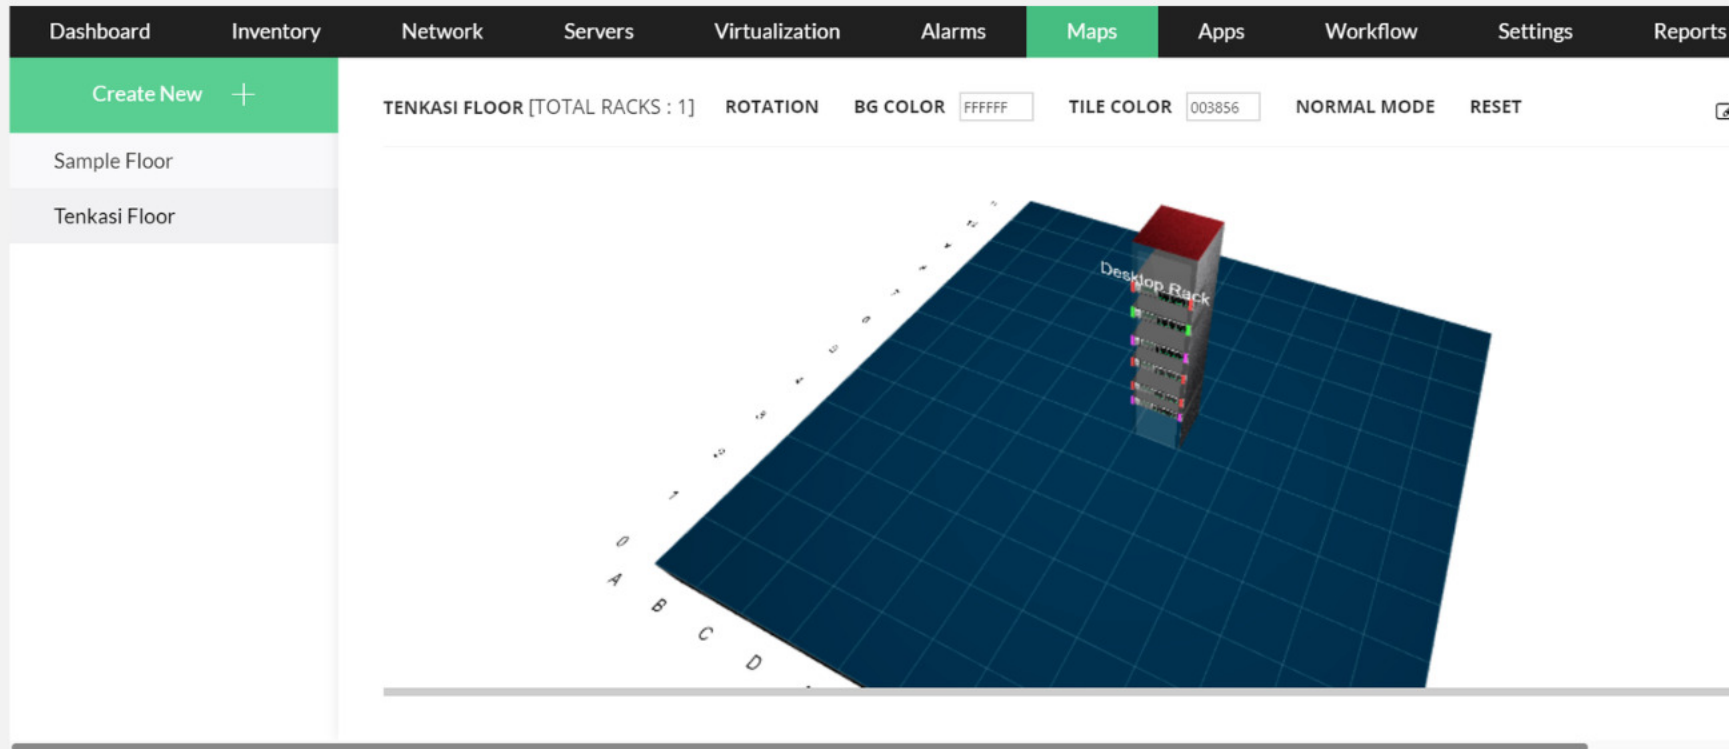 Dashboard Inventory Network Servers Virtualization Alarms Maps Apps Workflow Settings Reports
Create New
TENKASI FLOOR [TOTAL RACKS : 1] ROTATION BG COLOR FFFFFF TILE COLOR 003856 NORMAL MODE RESET
Sample Floor
Tenkasi Floor
Desktop Rack
0
A
B
C
D